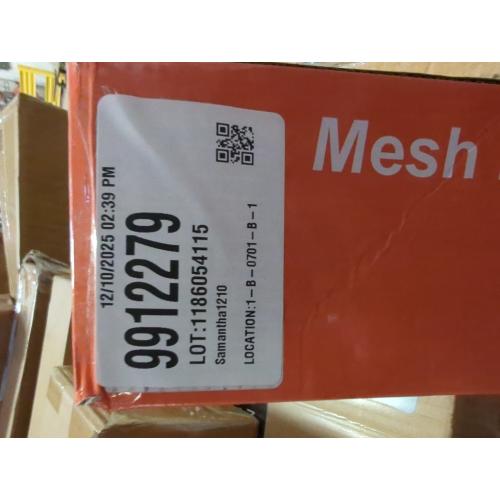 12/10/2025 02:39 PM
9912279
LOT:1186054115
Samantha1210
LOCATION:1-B-0701-B-1
Mesh